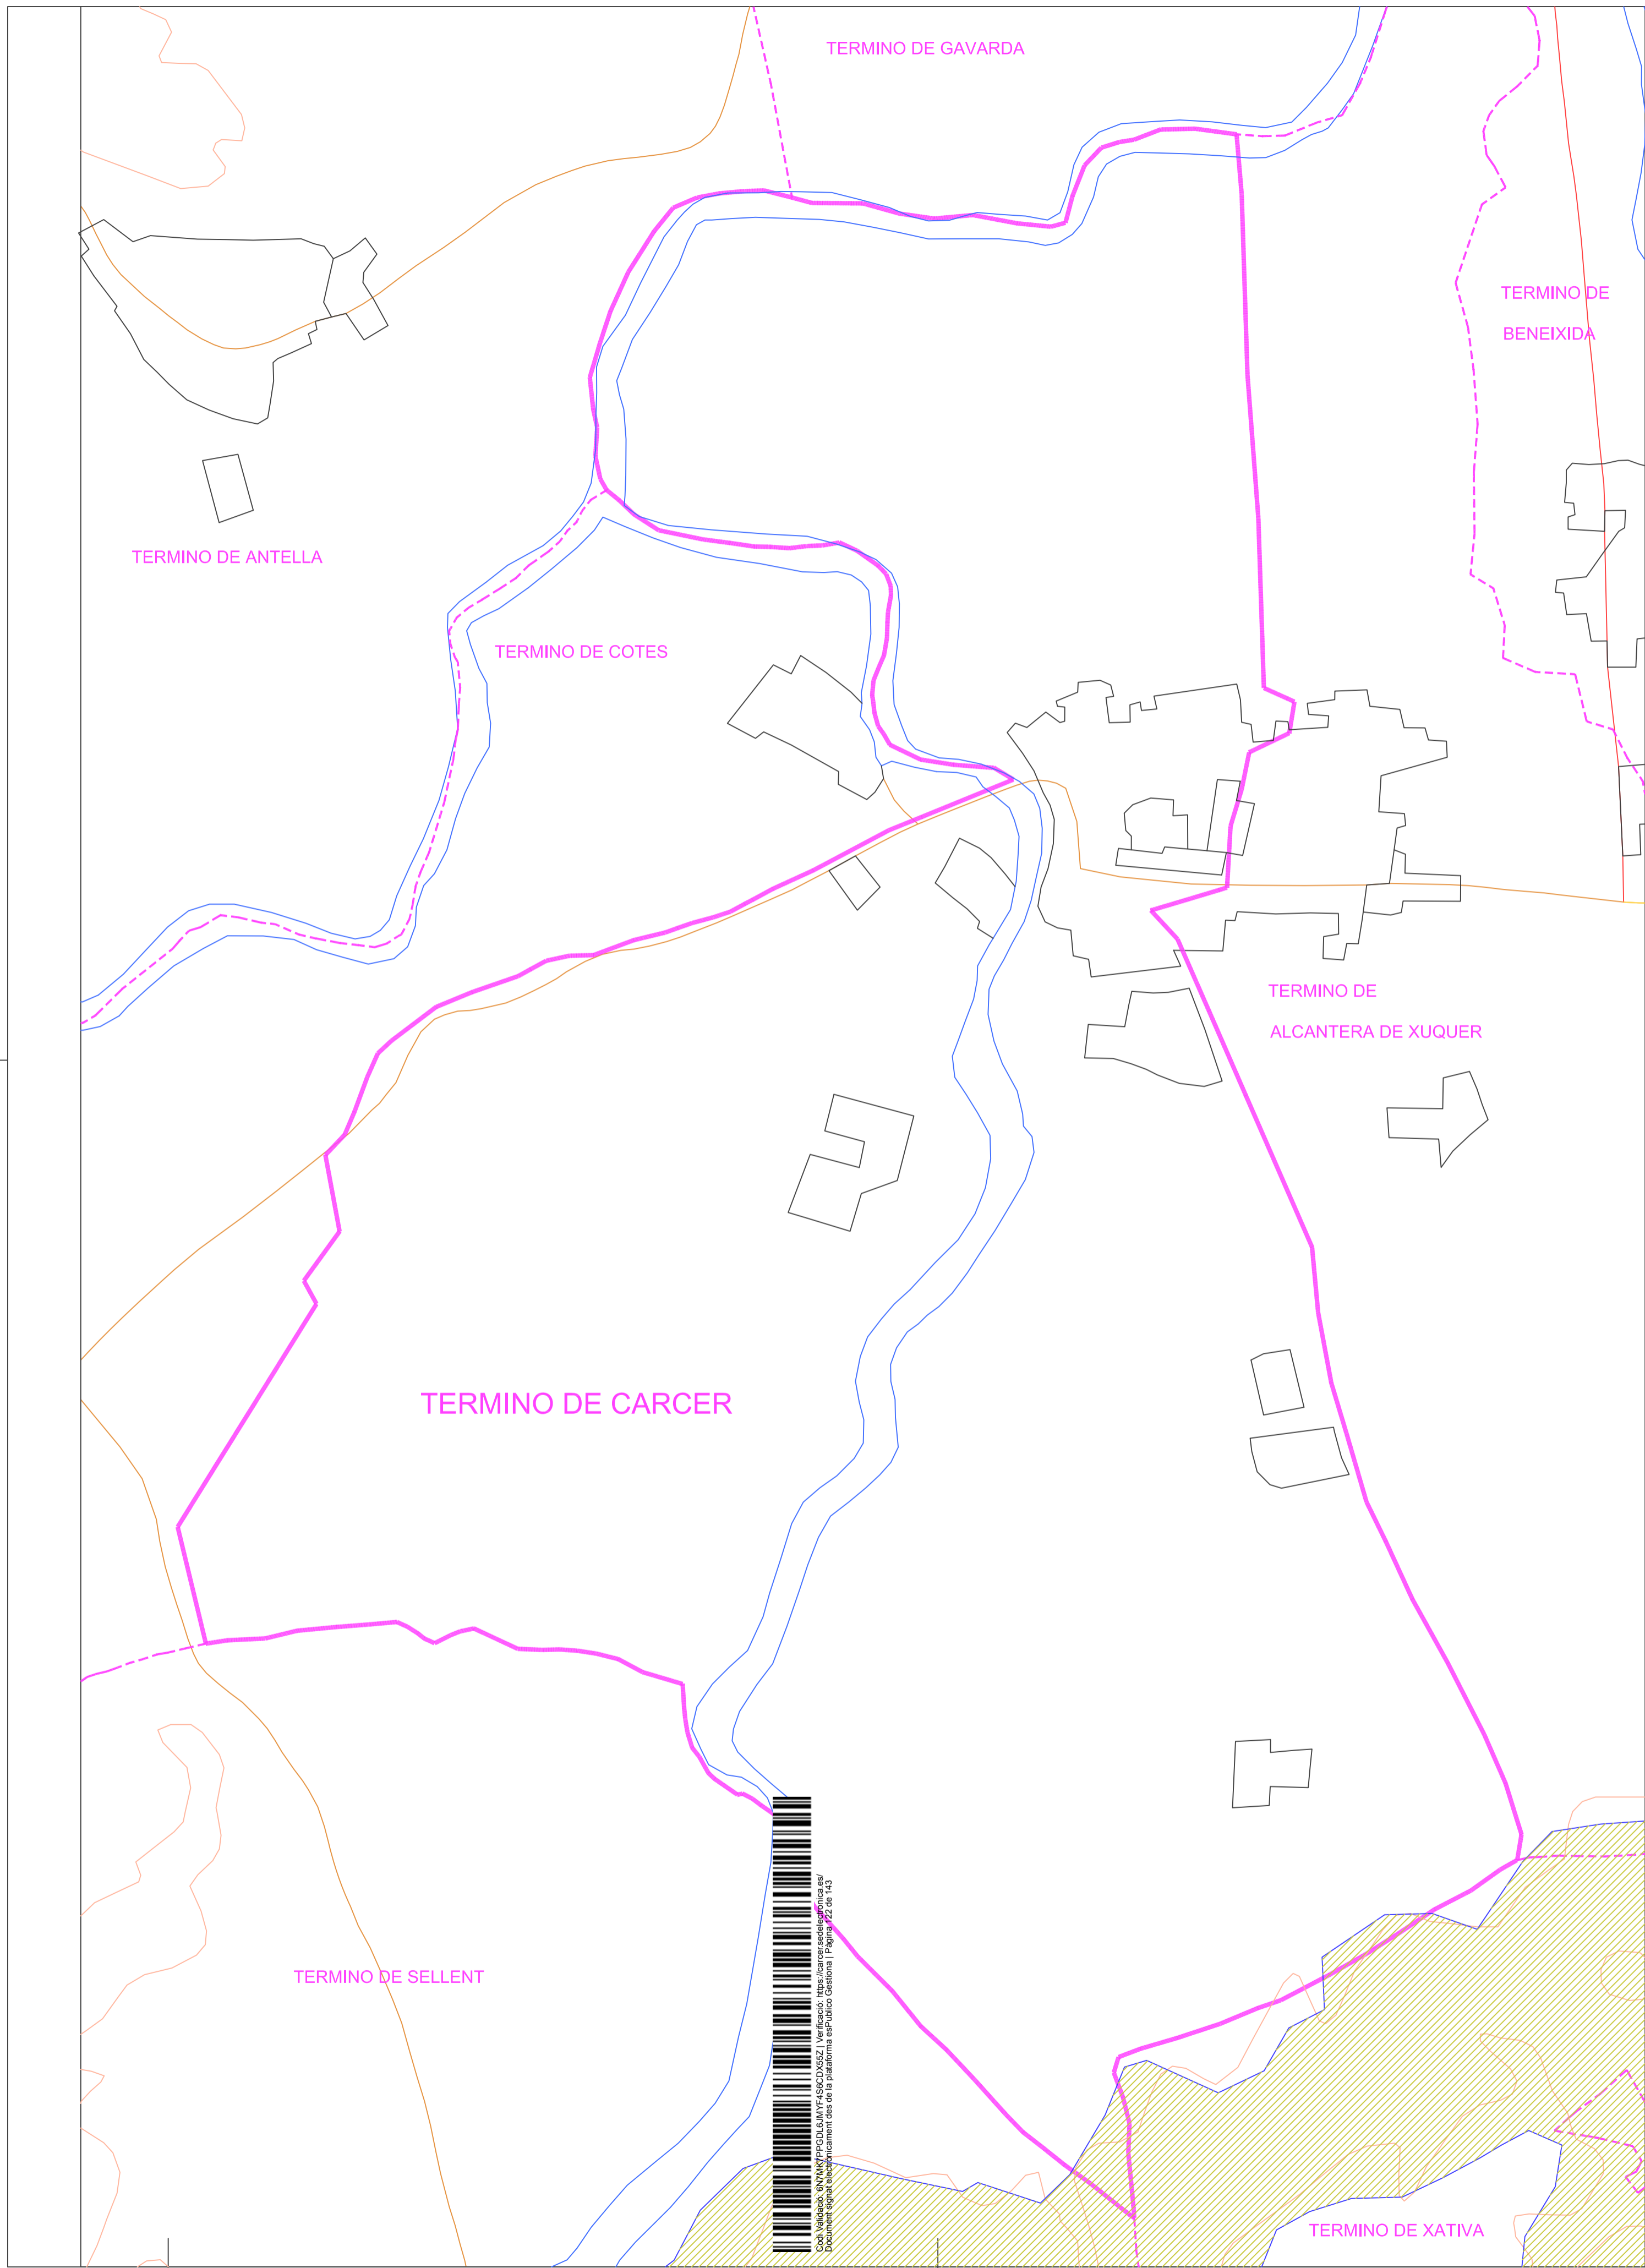 TERMINO DE GAVARDA
TERMINO DE
BENEIXIDA
TERMINO DE ANTELLA
TERMINO DE COTES
TERMINO DE
ALCANTERA DE XUQUER
TERMINO DE CARCER
TERMINO DE SELLENT
TERMINO DE XATIVA
Codi Validació: 6N7MK7PPGDL6JMYF4S6CDX55Z | Verificació: https://carcer.sedelectronica.es/
Document signat electrònicament des de la plataforma esPublico Gestiona | Pàgina 122 de 143